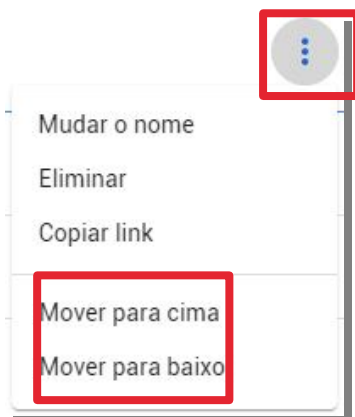 Mudar o nome
Eliminar
Copiar link
Mover para cima
Mover para baixo